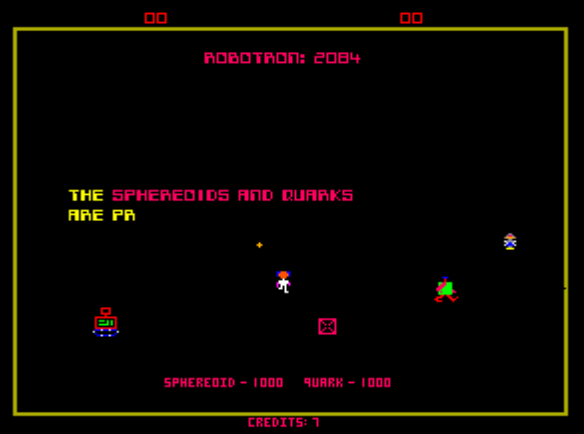 00 00
ROBOTRON: 2084
THE SPHEREOIDS AND QUARKS
ARE PR
SPHEREOID - 1000 QUARK - 1000
CREDITS: 7